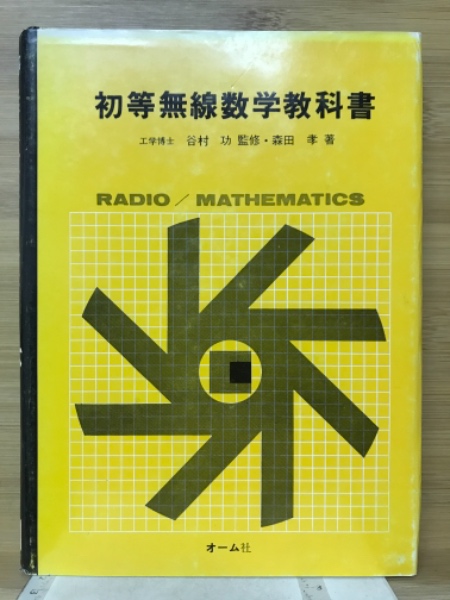 初等無線数学教科書
工学博士 谷村 功 監修・森田 孝 著
RADIO / MATHEMATICS
オーム社